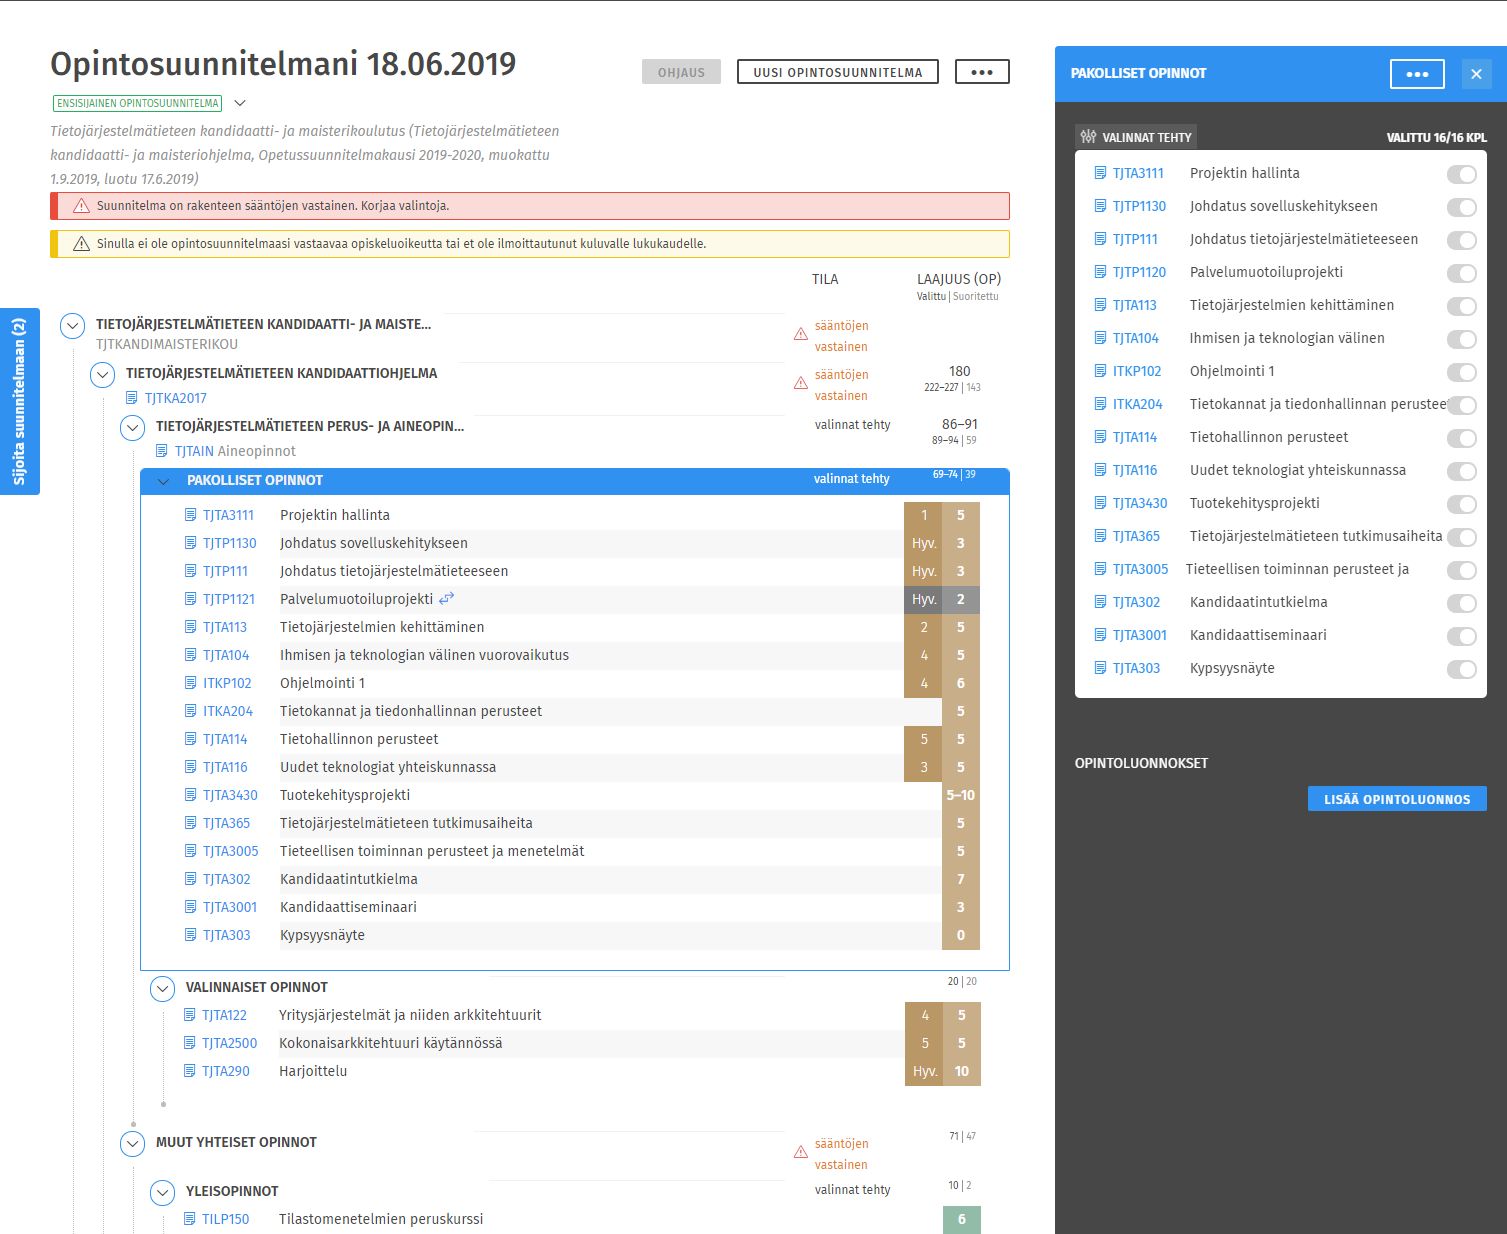 Opintosuunnitelmani 18.06.2019
OHJAUS
UUSI OPINTOSUUNNITELMA
ENSISIJAINEN OPINTOSUUNNITELMA
Tietojärjestelmätieteen kandidaatti- ja maisterikoulutus (Tietojärjestelmätieteen
kandidaatti- ja maisteriohjelma, Opetussuunnitelmakausi 2019-2020, muokattu
1.9.2019, luotu 17.6.2019)
Suunnitelma on rakenteen sääntöjen vastainen. Korjaa valintoja.
Sinulla ei ole opintosuunnitelmaasi vastaavaa opiskeluoikeutta tai et ole ilmoittautunut kuluvalle lukukaudelle.
TILA LAAJUUS (OP)
Valittu | Suoritettu
Sijoita suunnitelmaan (2)
TIETOJÄRJESTELMÄTIETEEN KANDIDAATTI- JA MAISTE... sääntöjen
TJTKANDIMAISTERIKOU vastainen
TIETOJÄRJESTELMÄTIETEEN KANDIDAATTIOHJELMA sääntöjen 180
TJTKA2017 vastainen 222–227 | 143
TIETOJÄRJESTELMÄTIETEEN PERUS- JA AINEOPIN... valinnat tehty 86–91
89–94 | 59
TJTAIN Aineopinnot
PAKOLLISET OPINNOT valinnat tehty 69–74 | 39
TJTA3111 Projektin hallinta 1 5
TJTP1130 Johdatus sovelluskehitykseen Hyv. 3
TJTP111 Johdatus tietojärjestelmätieteeseen Hyv. 3
TJTP1121 Palvelumuotoiluprojekti Hyv. 2
TJTA113 Tietojärjestelmien kehittäminen 2 5
TJTA104 Ihmisen ja teknologian välinen vuorovaikutus 4 5
ITKP102 Ohjelmointi 1 4 6
ITKA204 Tietokannat ja tiedonhallinnan perusteet 5
TJTA114 Tietohallinnon perusteet 5 5
TJTA116 Uudet teknologiat yhteiskunnassa 3 5
TJTA3430 Tuotekehitysprojekti 5–10
TJTA365 Tietojärjestelmätieteen tutkimusaiheita 5
TJTA3005 Tieteellisen toiminnan perusteet ja menetelmät 5
TJTA302 Kandidaatintutkielma 7
TJTA3001 Kandidaattiseminaari 3
TJTA303 Kypsyysnäyte 0
VALINNAISET OPINNOT 20 | 20
TJTA122 Yritysjärjestelmät ja niiden arkkitehtuurit 4 5
TJTA2500 Kokonaisarkkitehtuuri käytännössä 5 5
TJTA290 Harjoittelu Hyv. 10
MUUT YHTEISET OPINNOT sääntöjen 71 | 47
vastainen
YLEISOPINNOT valinnat tehty 10 | 2
TILP150 Tilastomenetelmien peruskurssi 6
PAKOLLISET OPINNOT
VALINNAT TEHTY VALITTU 16/16 KPL
TJTA3111 Projektin hallinta
TJTP1130 Johdatus sovelluskehitykseen
TJTP111 Johdatus tietojärjestelmätieteeseen
TJTP1120 Palvelumuotoiluprojekti
TJTA113 Tietojärjestelmien kehittäminen
TJTA104 Ihmisen ja teknologian välinen
ITKP102 Ohjelmointi 1
ITKA204 Tietokannat ja tiedonhallinnan perustee
TJTA114 Tietohallinnon perusteet
TJTA116 Uudet teknologiat yhteiskunnassa
TJTA3430 Tuotekehitysprojekti
TJTA365 Tietojärjestelmätieteen tutkimusaiheita
TJTA3005 Tieteellisen toiminnan perusteet ja
TJTA302 Kandidaatintutkielma
TJTA3001 Kandidaattiseminaari
TJTA303 Kypsyysnäyte
OPINTOLUONNOKSET
LISÄÄ OPINTOLUONNOS